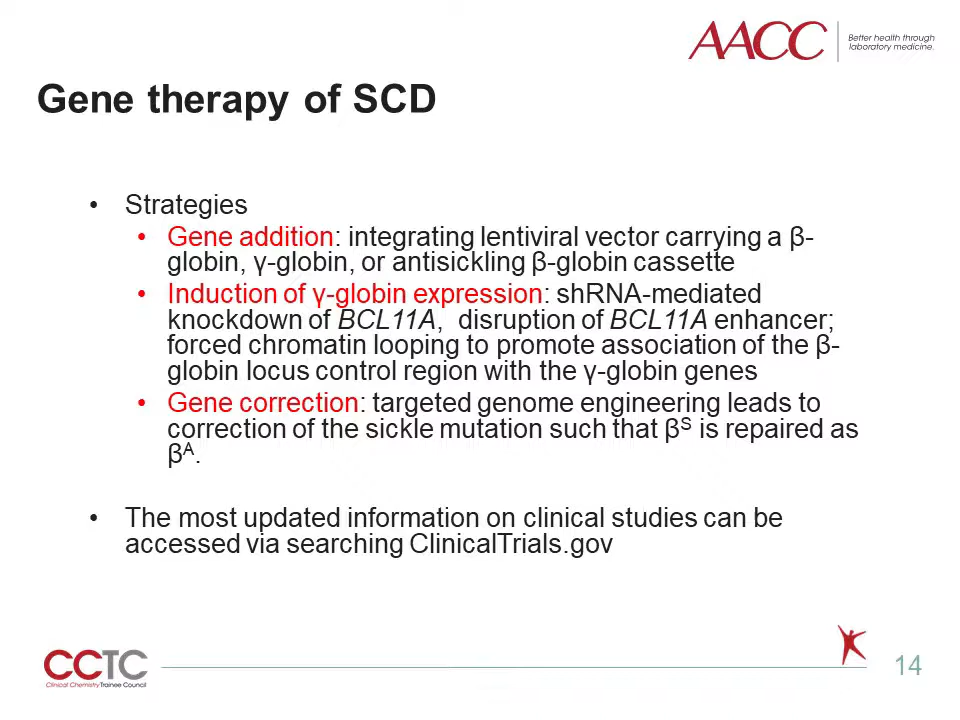 AACC
Better health through
laboratory medicine.
Gene therapy of SCD
• Strategies
• Gene addition: integrating lentiviral vector carrying a β-
globin, γ-globin, or antisickling β-globin cassette
• Induction of γ-globin expression: shRNA-mediated
knockdown of BCL11A, disruption of BCL11A enhancer;
forced chromatin looping to promote association of the β-
globin locus control region with the γ-globin genes
• Gene correction: targeted genome engineering leads to
correction of the sickle mutation such that βS is repaired as
βA.
• The most updated information on clinical studies can be
accessed via searching ClinicalTrials.gov
CCTC
Clinical Chemistry Trainee Council
14